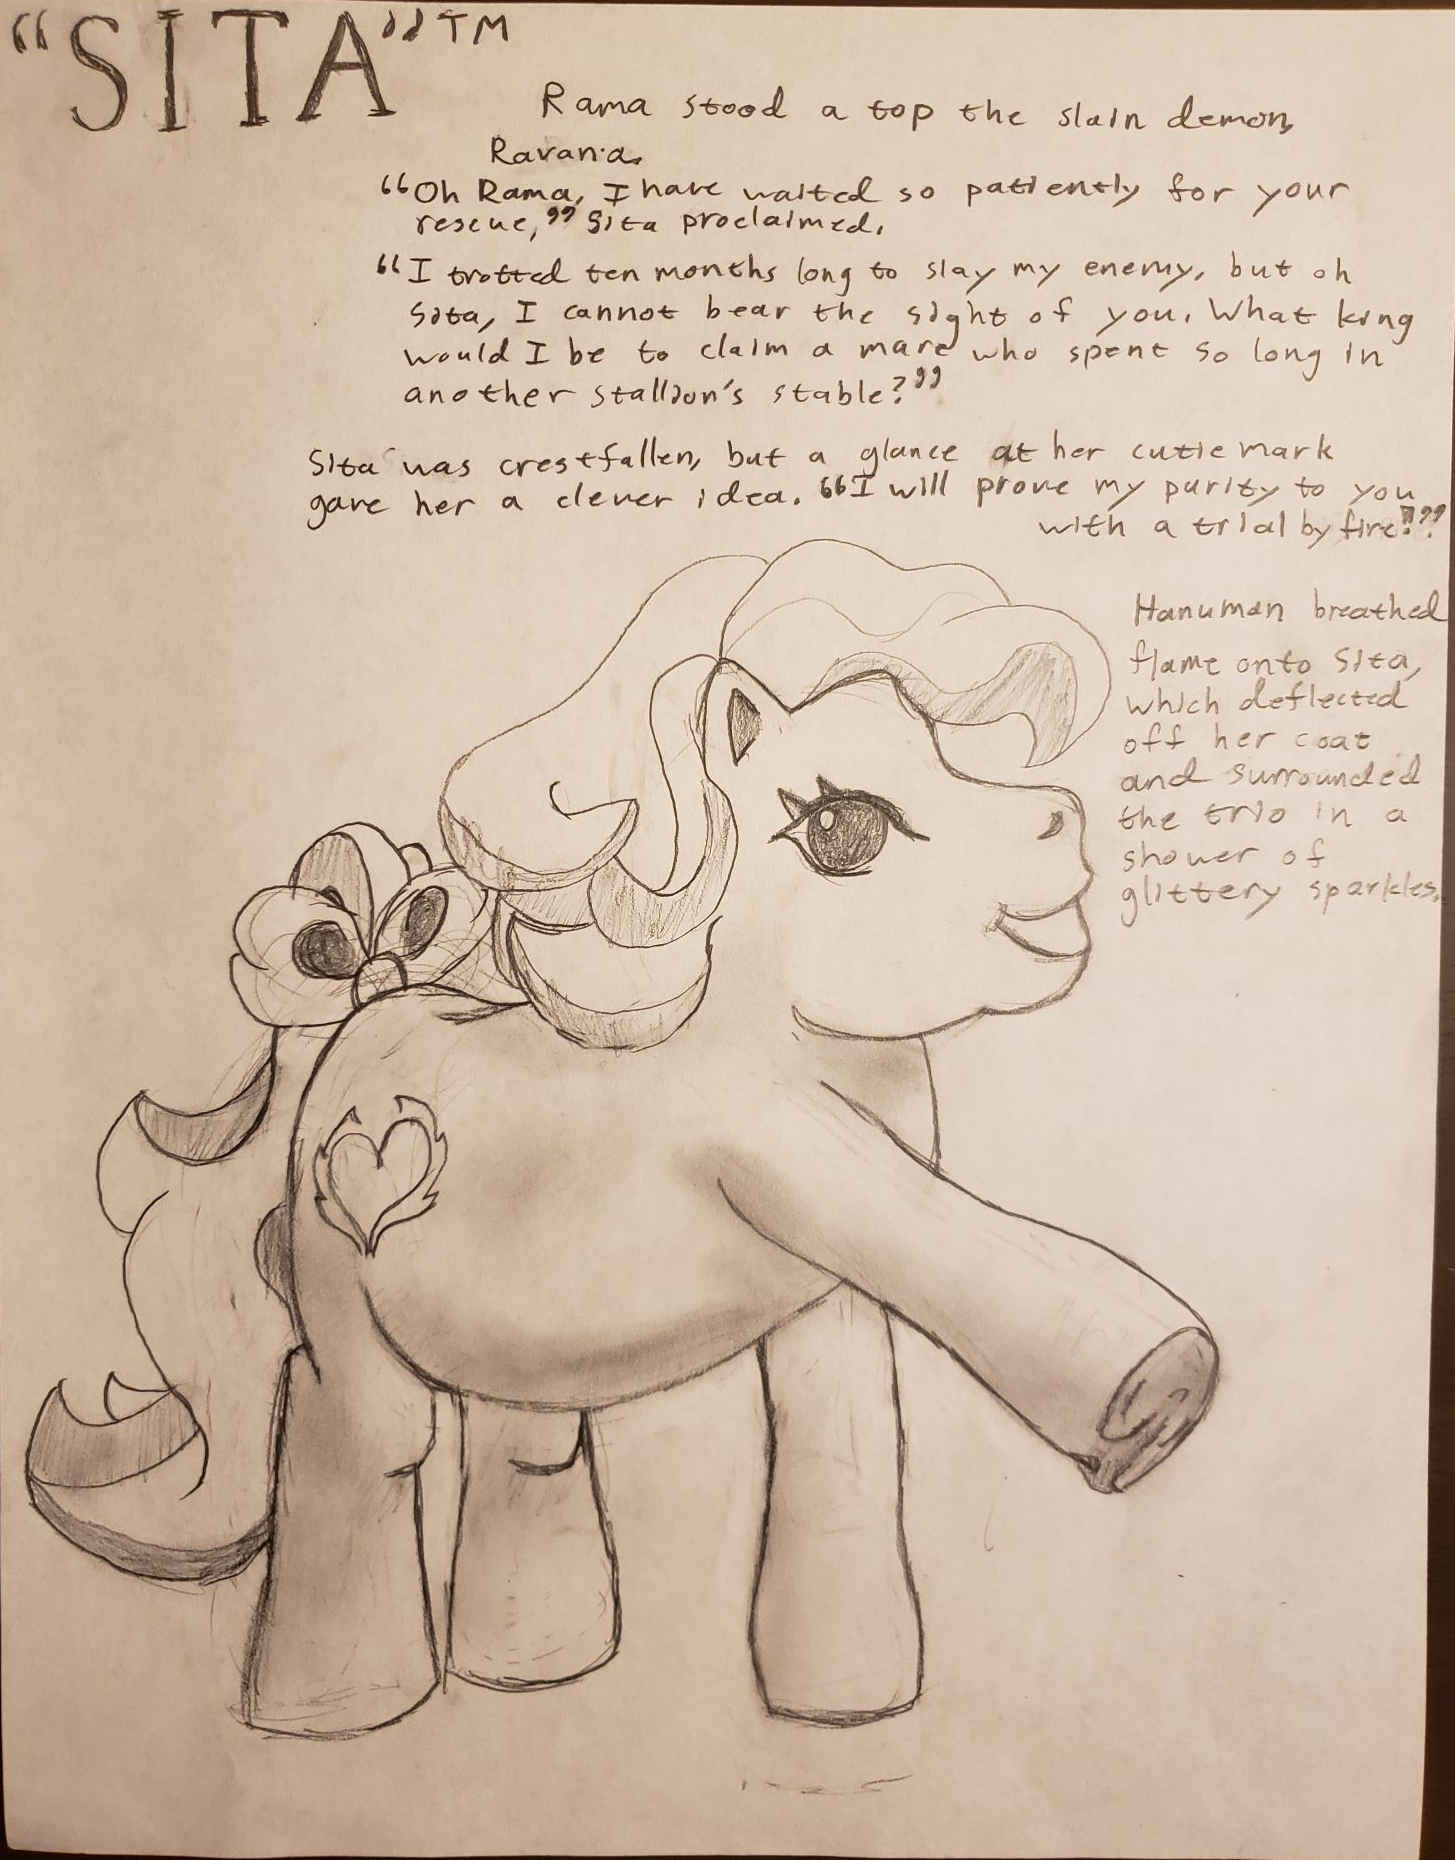 “SITA”TM
Rama stood a top the slain demon,
Ravana.
“Oh Rama, I have waited so patiently for your
rescue,” Sita proclaimed.
“I trotted ten months long to slay my enemy, but oh
Sita, I cannot bear the sight of you. What king
would I be to claim a mare who spent so long in
another stallion's stable?”
Sita was crestfallen, but a glance at her cutie mark
gave her a clever idea. “I will prove my purity to you
with a trial by fire!”
Hanuman breathed
flame onto Sita,
which deflected
off her coat
and surrounded
the trio in a
shower of
glittery sparkles.